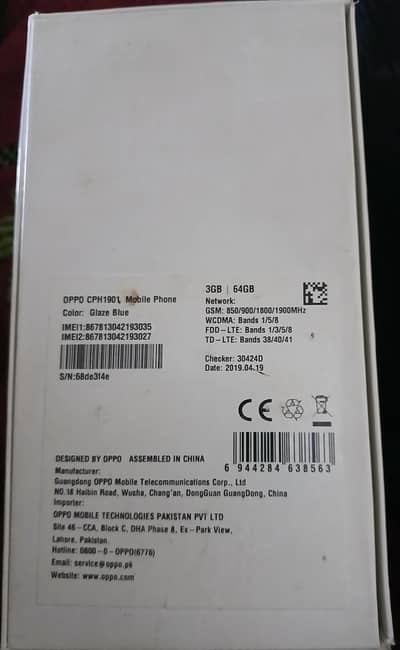 OPPO CPH1901, Mobile Phone
Color: Glaze Blue
IMEI1:867813042193035
IMEI2:867813042193027
S/N:68de3f4e
3GB | 64GB
Network:
GSM: 850/900/1800/1900MHz
WCDMA: Bands 1/5/8
FDD-LTE: Bands 1/3/5/8
TD-LTE: Bands 38/40/41
Checker: 30424D
Date: 2019.04.19
CE
6 944284 638563
DESIGNED BY OPPO ASSEMBLED IN CHINA
Manufacturer:
Guangdong OPPO Mobile Telecommunications Corp., Ltd
NO.18 Haibin Road, Wusha, Chang'an, DongGuan GuangDong, China
Importer:
OPPO MOBILE TECHNOLOGIES PAKISTAN PVT LTD
Site 46-CCA, Block C, DHA Phase 8, Ex-Park View,
Lahore, Pakistan.
Hotline: 0800-0-OPPO(6776)
Email: service@oppo.pk
Website: www.oppo.com